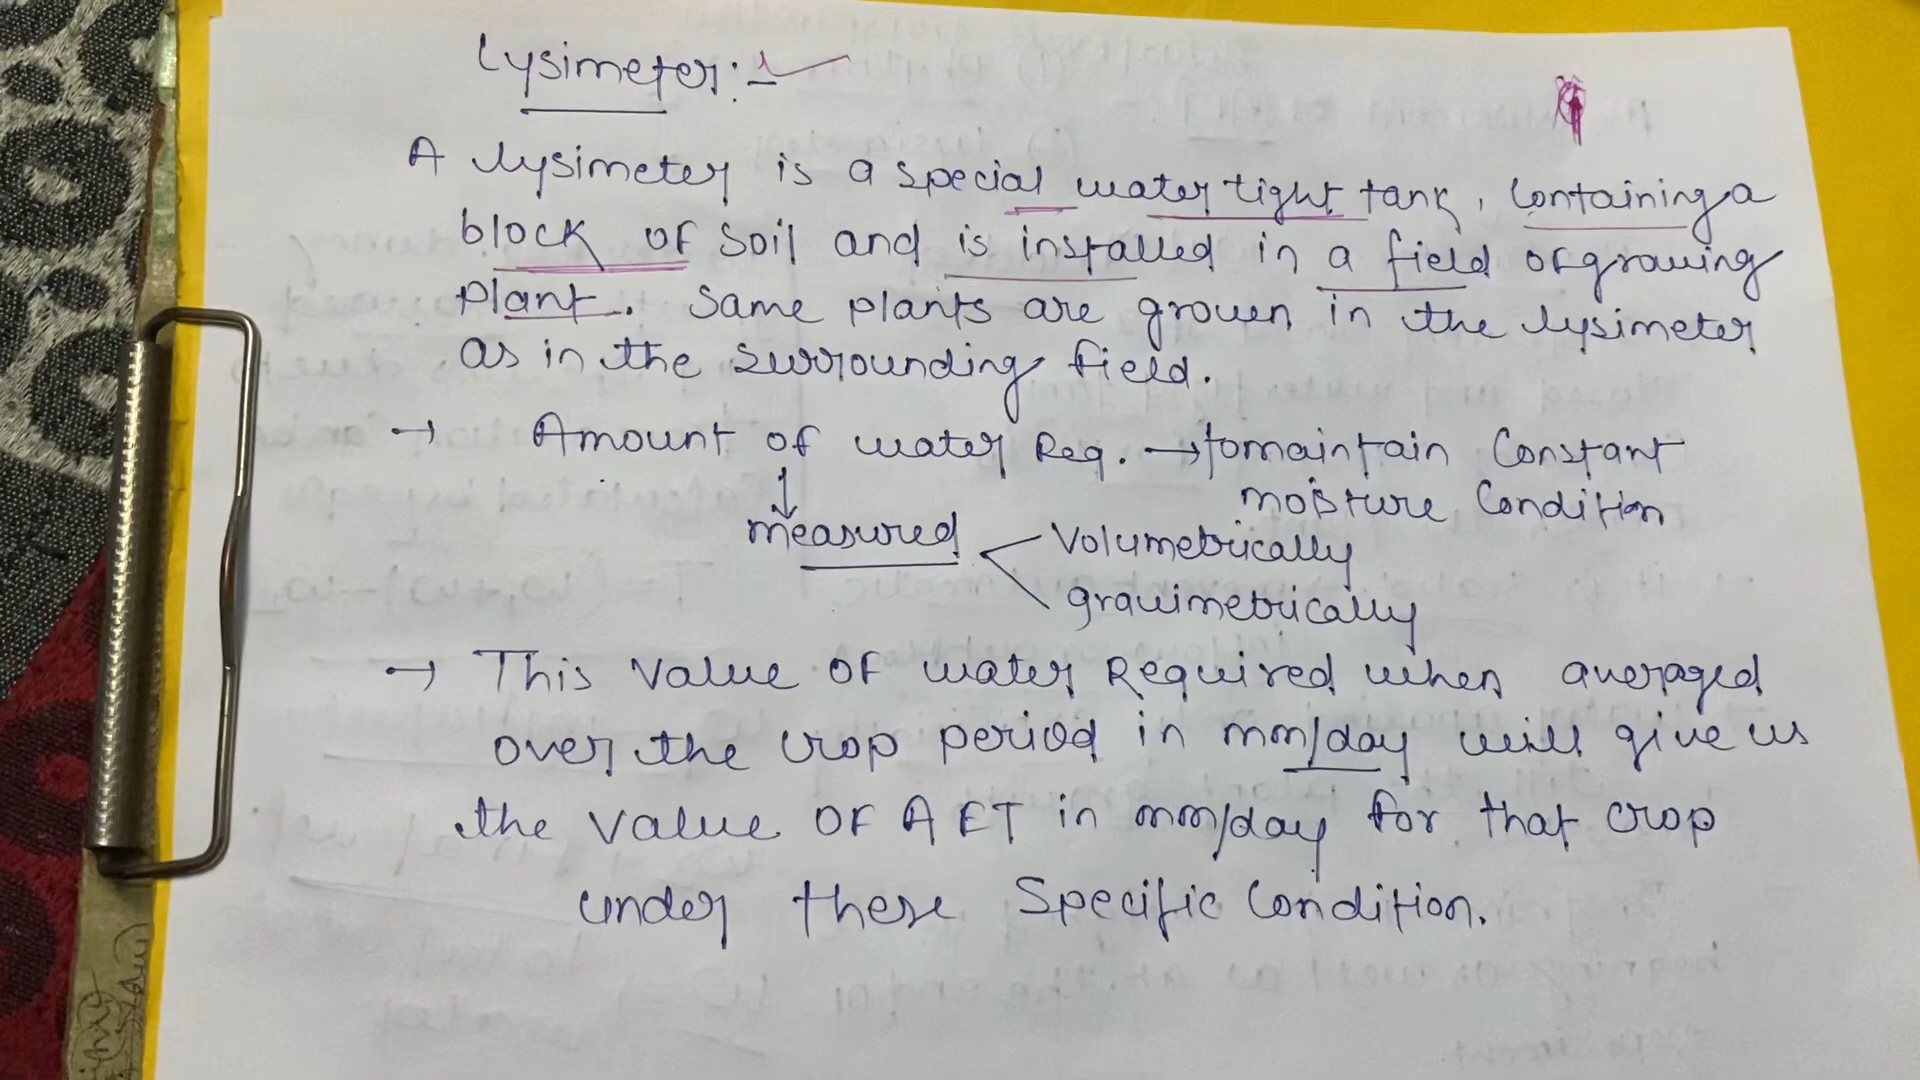 Lysimeter:-
A lysimeter is a special water tight tank, containing a
block of soil and is installed in a field of growing
plant. Same plants are grown in the lysimeter
as in the surrounding field.
→ Amount of water Req. → to maintain Constant
moisture Condition
↓
measured
Volumetrically
gravimetrically
→ This Value of water Required when averaged
over the crop period in mm/day will give us
the value of AET in mm/day for that crop
under these Specific Condition.